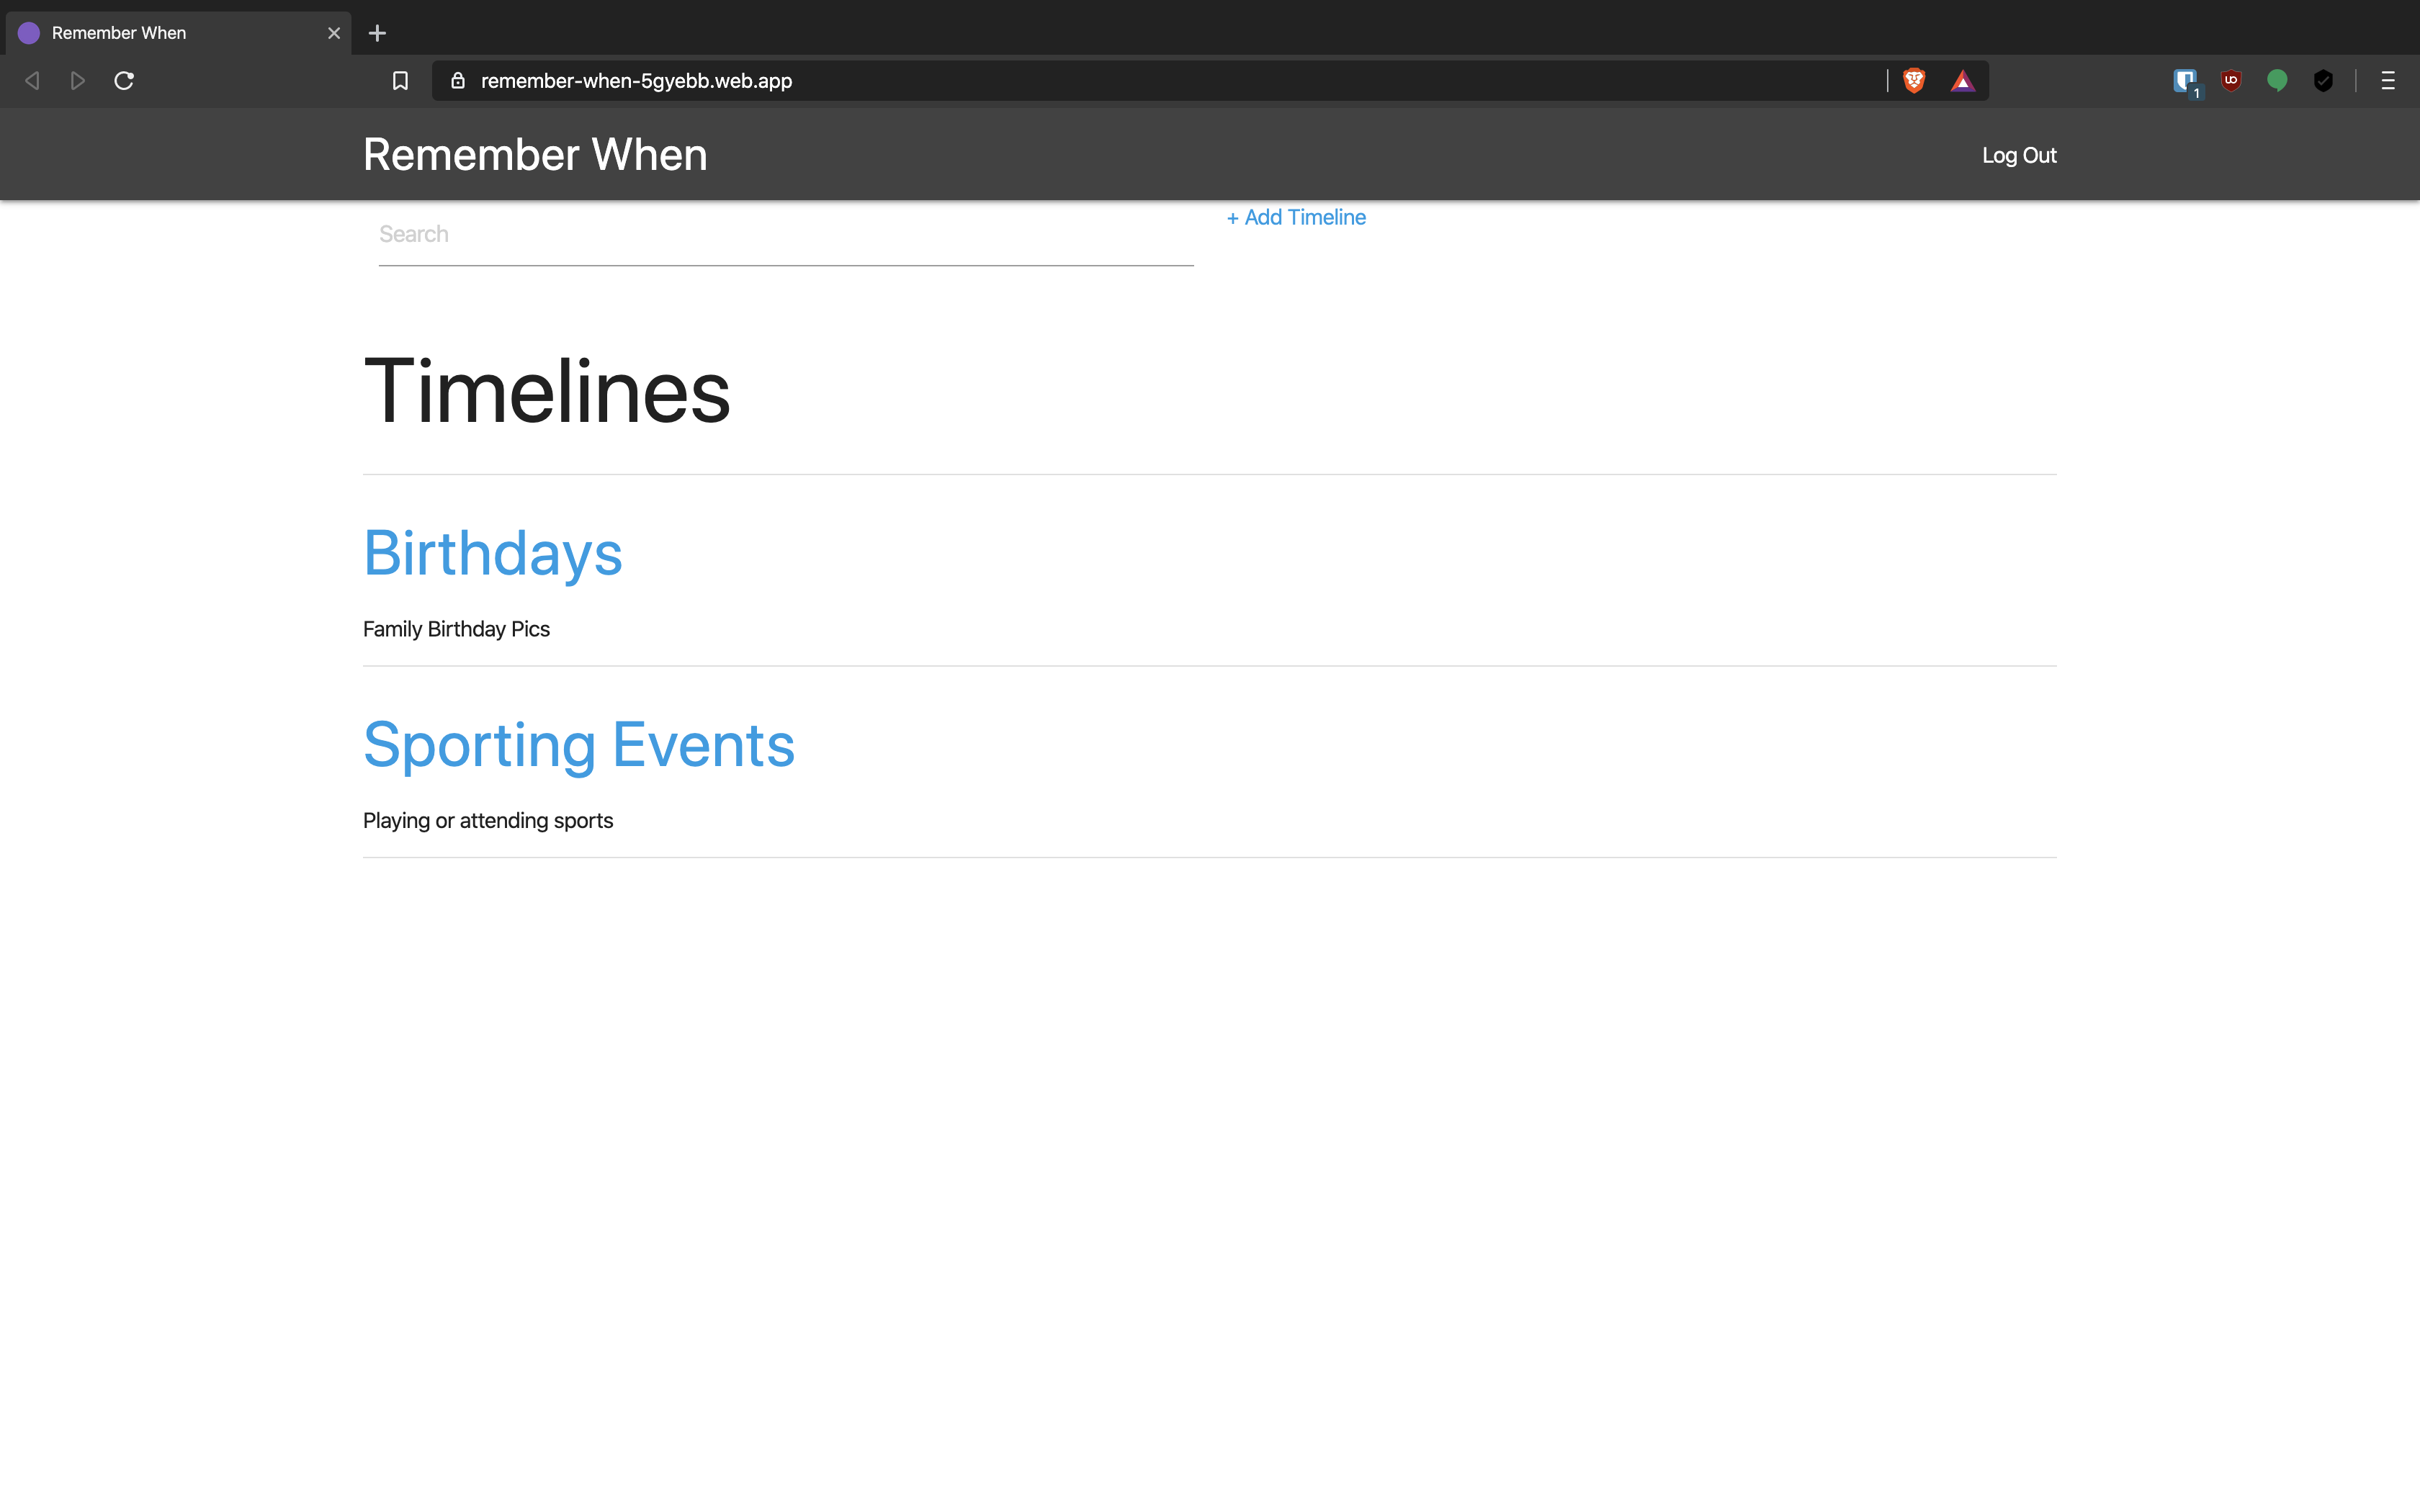 Remember When
remember-when-5gyebb.web.app
1
Remember When
Log Out
Search
+ Add Timeline
Timelines
Birthdays
Family Birthday Pics
Sporting Events
Playing or attending sports